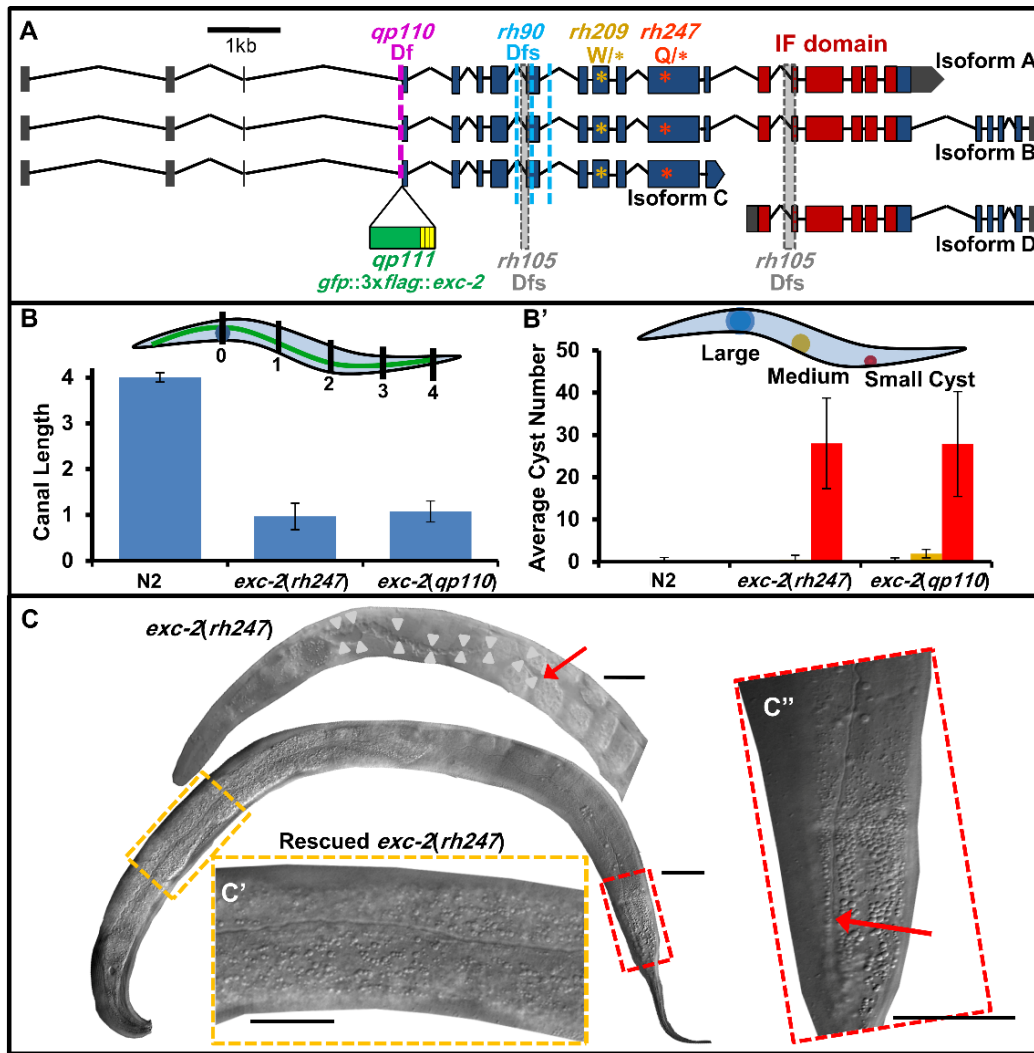 A
1kb
qp110
Df
rh90
Dfs
rh209
W/*
rh247
Q/*
IF domain
Isoform A
Isoform B
Isoform C
Isoform D
qp111
gfp::3xflag::exc-2
rh105
Dfs
rh105
Dfs
B
0
1
2
3
4
Canal Length
4
3
2
1
0
N2
exc-2(rh247)
exc-2(qp110)
B'
Large
Medium
Small Cyst
Average Cyst Number
50
40
30
20
10
0
N2
exc-2(rh247)
exc-2(qp110)
C
exc-2(rh247)
Rescued exc-2(rh247)
C'
C"